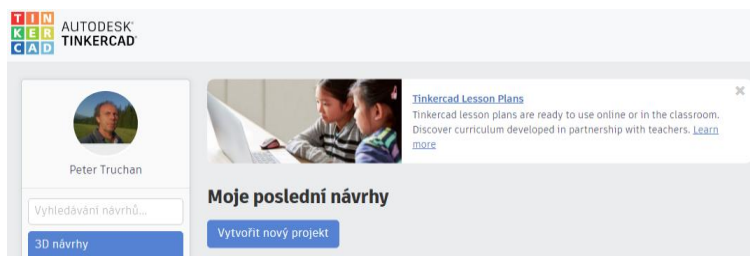 TIN
KER
CAD
AUTODESK®
TINKERCAD®
Peter Truchan
Vyhledávání návrhů...
3D návrhy
Tinkercad Lesson Plans
Tinkercad lesson plans are ready to use online or in the classroom.
Discover curriculum developed in partnership with teachers. Learn
more
Moje poslední návrhy
Vytvořit nový projekt